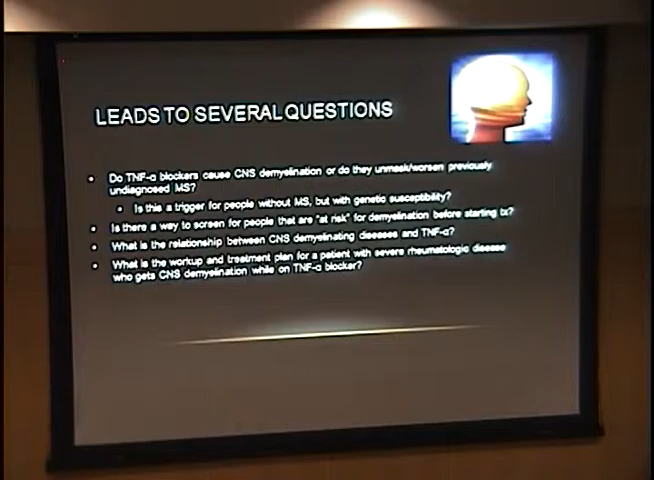 LEADS TO SEVERAL QUESTIONS
• Do TNF-α blockers cause CNS demyelination or do they unmask/worsen previously
undiagnosed MS?
• Is this a trigger for people without MS, but with genetic susceptibility?
• Is there a way to screen for people that are "at risk" for demyelination before starting tx?
• What is the relationship between CNS demyelinating diseases and TNF-α?
• What is the workup and treatment plan for a patient with severe rheumatologic disease
who gets CNS demyelination while on TNF-α blocker?